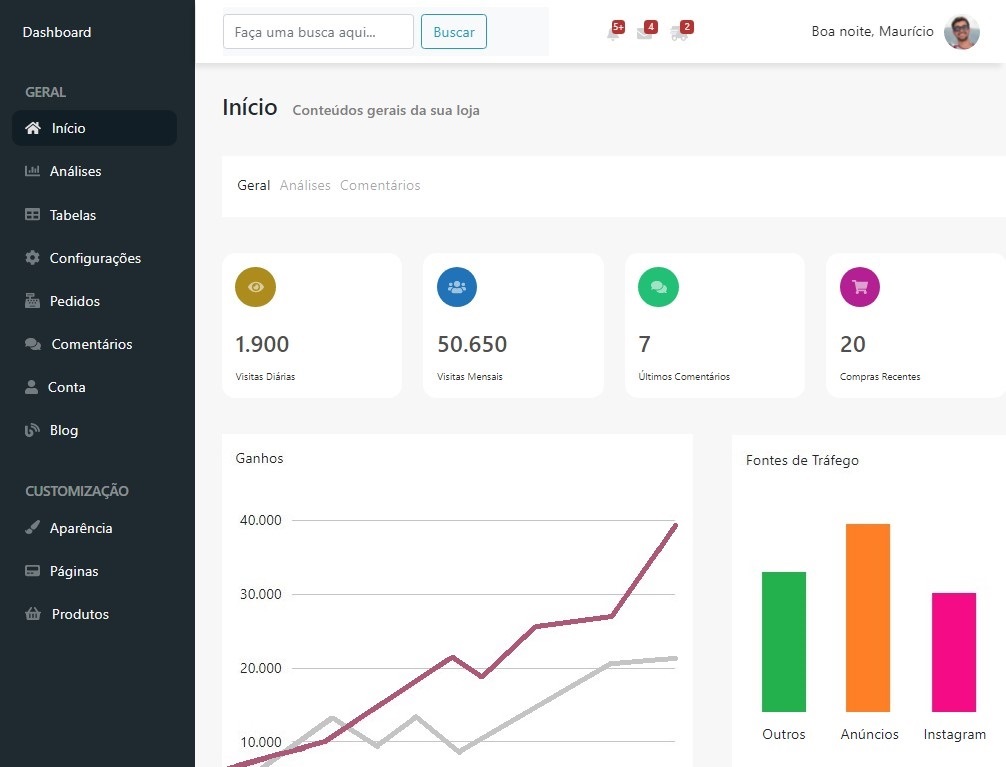 Dashboard
GERAL
Início
Análises
Tabelas
Configurações
Pedidos
Comentários
Conta
Blog
CUSTOMIZAÇÃO
Aparência
Páginas
Produtos
Faça uma busca aqui...
Buscar
5+
4
2
Boa noite, Maurício
Início
Conteúdos gerais da sua loja
Geral Análises Comentários
1.900
Visitas Diárias
50.650
Visitas Mensais
7
Últimos Comentários
20
Compras Recentes
Ganhos
40.000
30.000
20.000
10.000
Fontes de Tráfego
Outros
Anúncios
Instagram